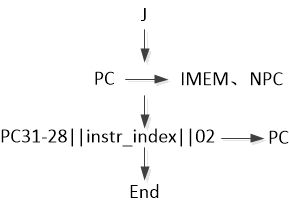 J
PC IMEM、NPC
PC31-28||instr_index||02 PC
End